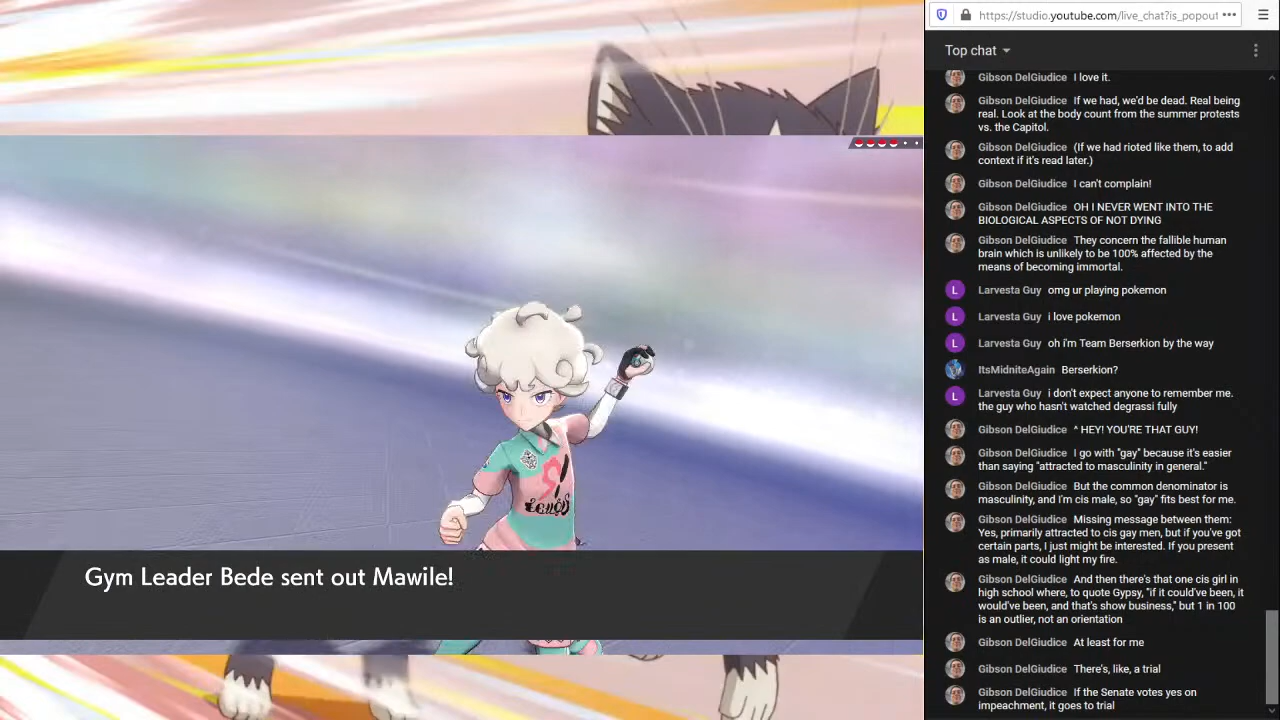 https://studio.youtube.com/live_chat?is_popout
Top chat
Gibson DelGiudice I love it.
Gibson DelGiudice If we had, we'd be dead. Real being
real. Look at the body count from the summer protests
vs. the Capitol.
Gibson DelGiudice (If we had rioted like them, to add
context if it's read later.)
Gibson DelGiudice I can't complain!
Gibson DelGiudice OH I NEVER WENT INTO THE
BIOLOGICAL ASPECTS OF NOT DYING
Gibson DelGiudice They concern the fallible human
brain which is unlikely to be 100% affected by the
means of becoming immortal.
L Larvesta Guy omg ur playing pokemon
L Larvesta Guy i love pokemon
L Larvesta Guy oh i'm Team Berserkion by the way
ItsMidniteAgain Berserkion?
L Larvesta Guy i don't expect anyone to remember me.
the guy who hasn't watched degrassi fully
Gibson DelGiudice ^ HEY! YOU'RE THAT GUY!
Gibson DelGiudice I go with "gay" because it's easier
than saying "attracted to masculinity in general."
Gibson DelGiudice But the common denominator is
masculinity, and I'm cis male, so "gay" fits best for me.
Gibson DelGiudice Missing message between them:
Yes, primarily attracted to cis gay men, but if you've got
certain parts, I just might be interested. If you present
as male, it could light my fire.
Gibson DelGiudice And then there's that one cis girl in
high school where, to quote Gypsy, "if it could've been, it
would've been, and that's show business," but 1 in 100
is an outlier, not an orientation
Gibson DelGiudice At least for me
Gibson DelGiudice There's, like, a trial
Gibson DelGiudice If the Senate votes yes on
impeachment, it goes to trial
Gym Leader Bede sent out Mawile!